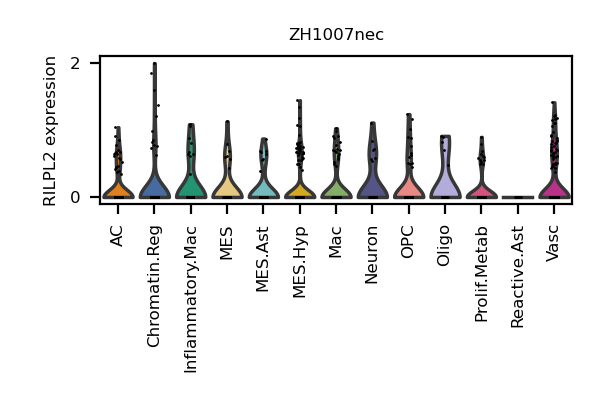 ZH1007nec
RILPL2 expression
2
0
AC
Chromatin.Reg
Inflammatory.Mac
MES
MES.Ast
MES.Hyp
Mac
Neuron
OPC
Oligo
Prolif.Metab
Reactive.Ast
Vasc